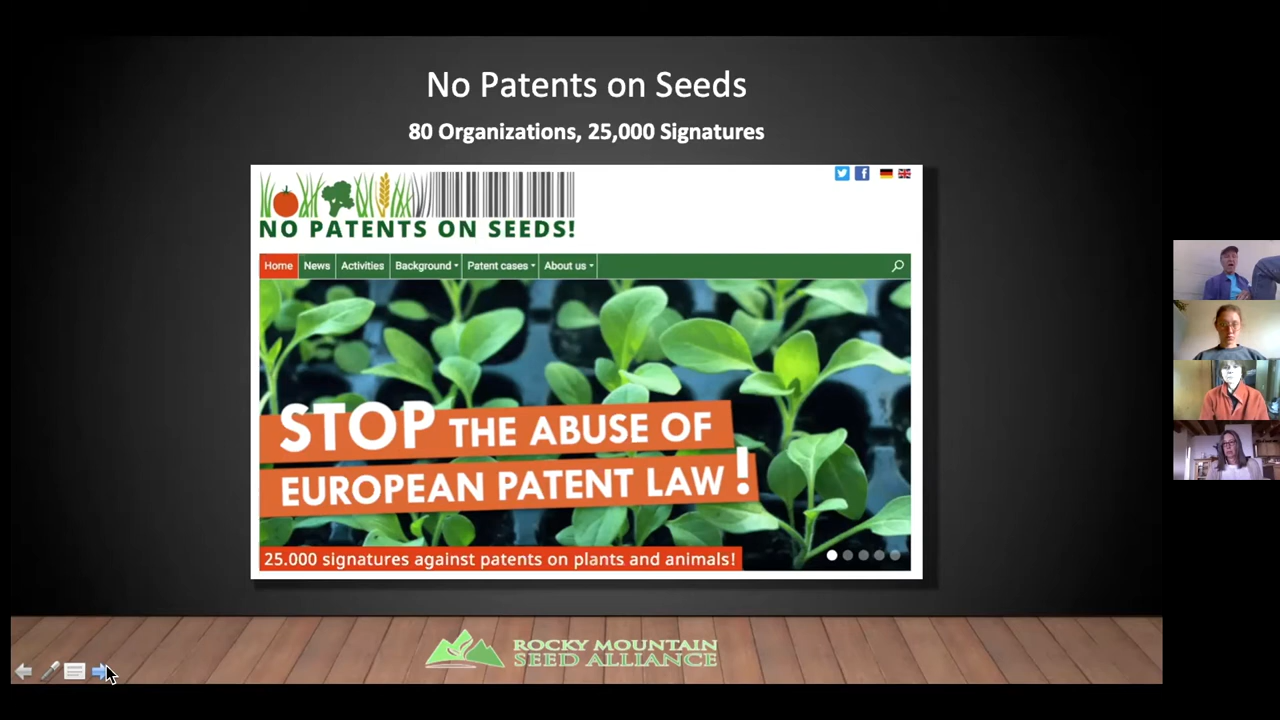 No Patents on Seeds
80 Organizations, 25,000 Signatures
NO PATENTS ON SEEDS!
Home News Activities Background Patent cases About us
STOP THE ABUSE OF
EUROPEAN PATENT LAW!
25.000 signatures against patents on plants and animals!
ROCKY MOUNTAIN
SEED ALLIANCE